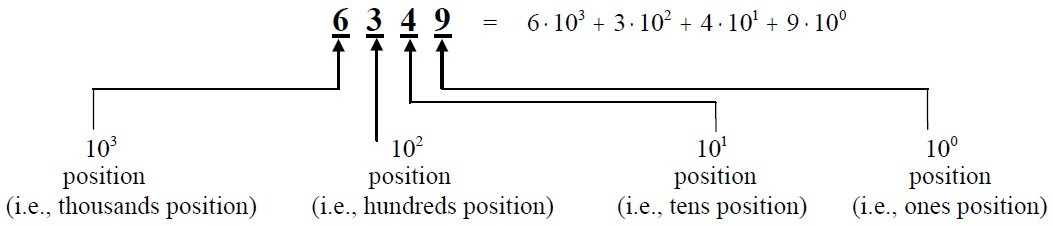 6 3 4 9 = 6·10³ + 3·10² + 4·10¹ + 9·10⁰
10³ 10² 10¹ 10⁰
position position position position
(i.e., thousands position) (i.e., hundreds position) (i.e., tens position) (i.e., ones position)